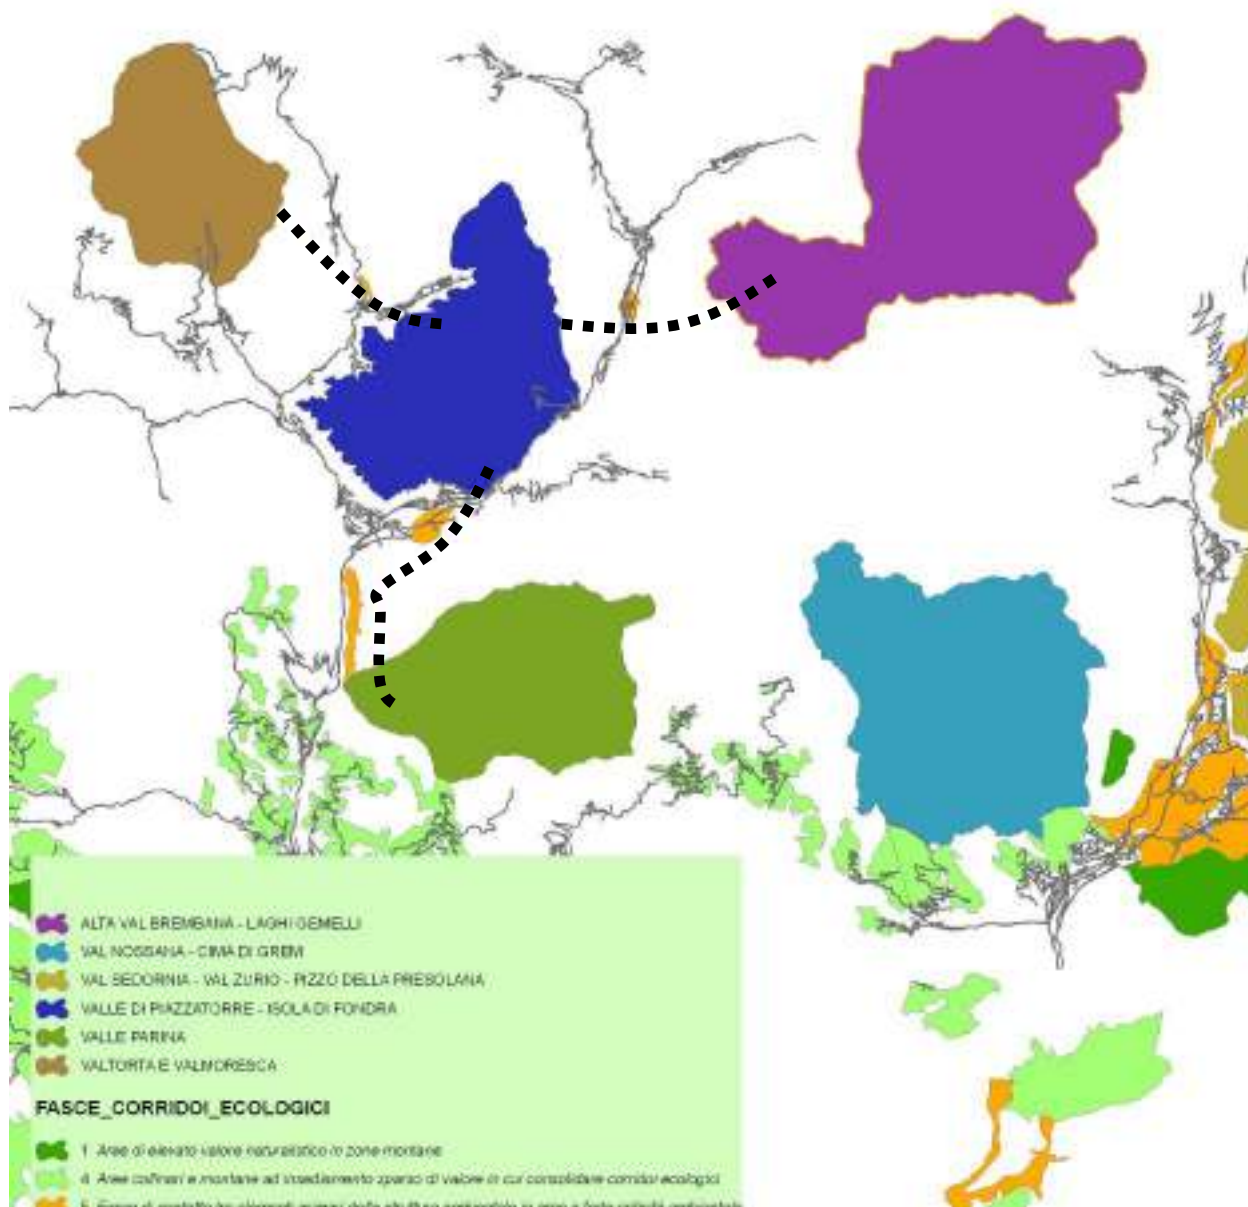 ALTA VAL BREMBANA - LAGHI GEMELLI
VAL NOSSANA - CIMA DI GREM
VAL SEDORNIA - VAL ZURIO - PIZZO DELLA PRESOLANA
VALLE DI PIAZZATORRE - ISOLA DI FONDRA
VALLE PARINA
VALTORTA E VALMORESCA
FASCE_CORRIDOI_ECOLOGICI
1 Aree di elevato valore naturalistico in zone montane
4 Aree collinari e montane ad insediamento sparso di valore in cui consolidare corridoi ecologici